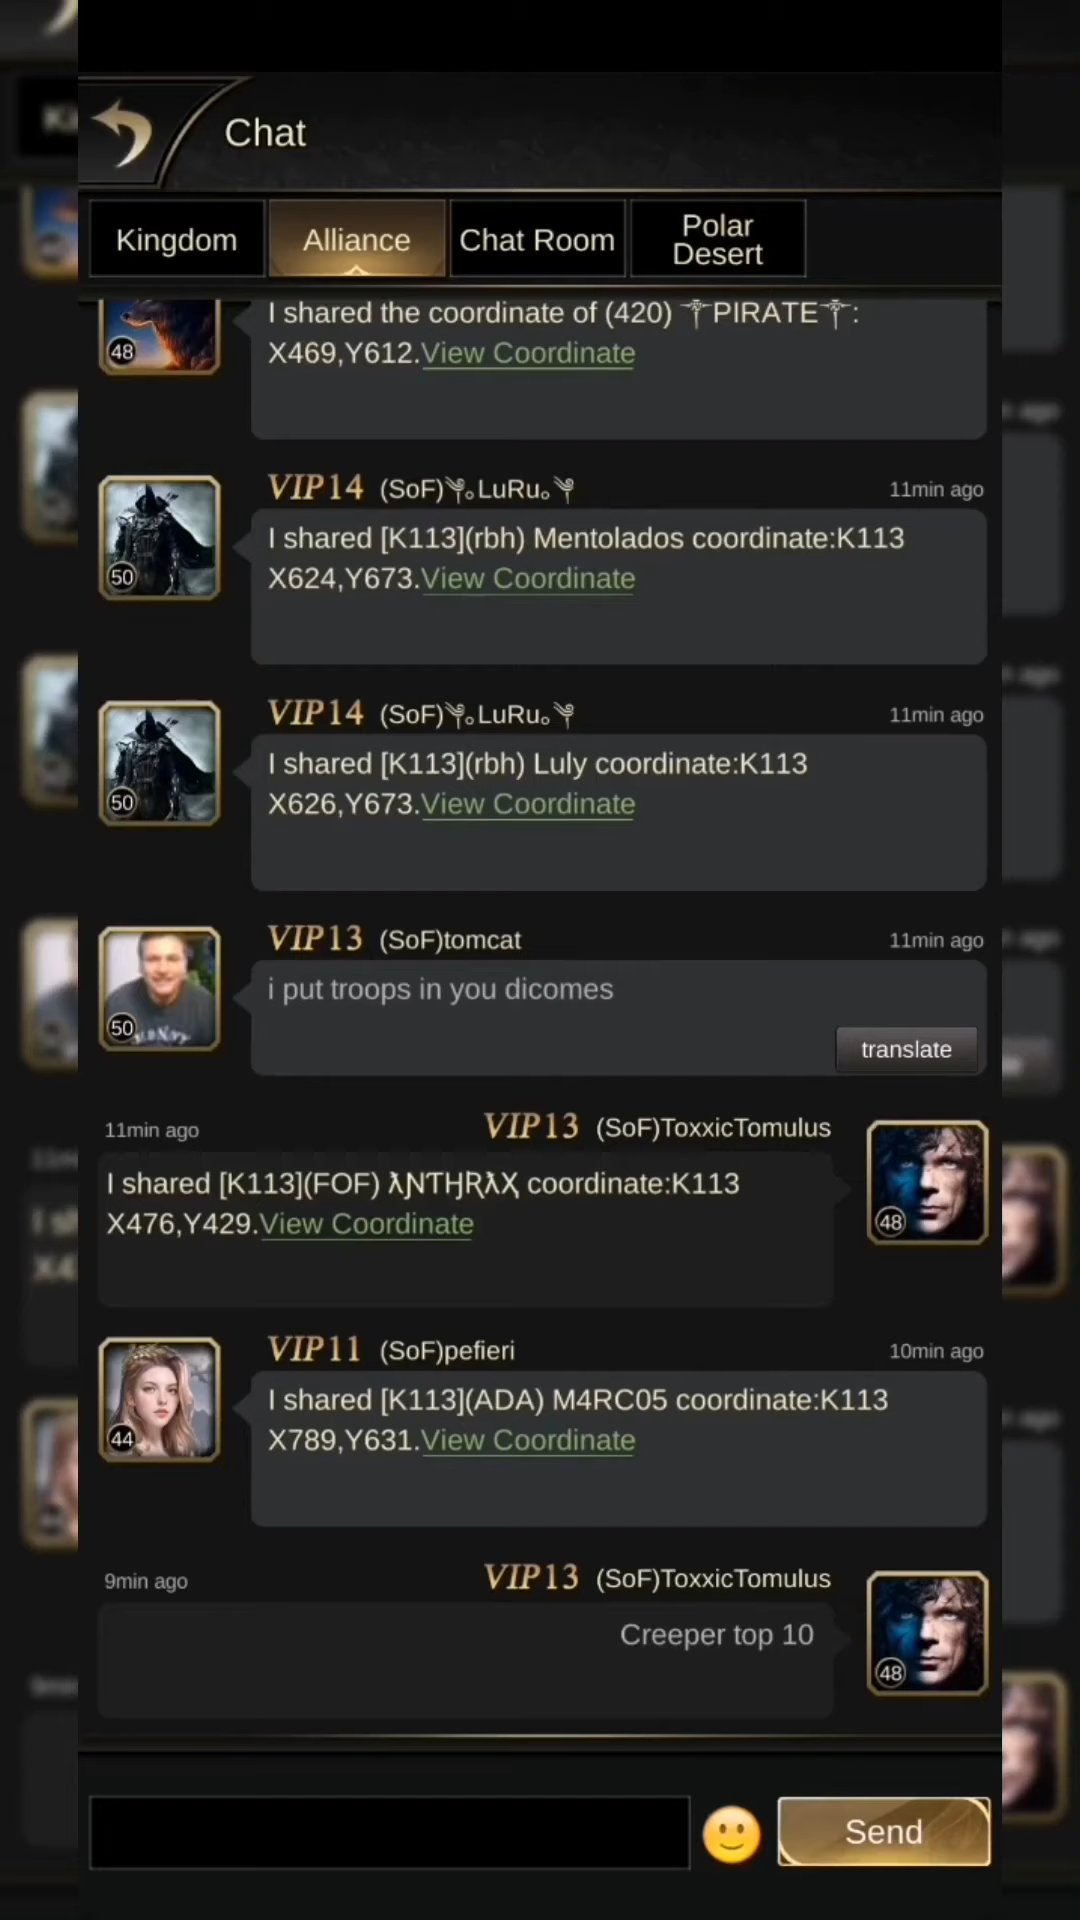 Chat
Kingdom
Alliance
Chat Room
Polar
Desert
I shared the coordinate of (420) PIRATE:
X469,Y612.View Coordinate
48
VIP14 (SoF) LuRu
11min ago
I shared [K113](rbh) Mentolados coordinate:K113
X624,Y673.View Coordinate
50
VIP14 (SoF) LuRu
11min ago
I shared [K113](rbh) Luly coordinate:K113
X626,Y673.View Coordinate
50
VIP13 (SoF)tomcat
11min ago
i put troops in you dicomes
50
translate
11min ago
VIP13 (SoF)ToxxicTomulus
I shared [K113](FOF) ƛƝƬӇƦƛҲ coordinate:K113
X476,Y429.View Coordinate
48
VIP11 (SoF)pefieri
10min ago
I shared [K113](ADA) M4RC05 coordinate:K113
X789,Y631.View Coordinate
44
9min ago
VIP13 (SoF)ToxxicTomulus
Creeper top 10
48
Send